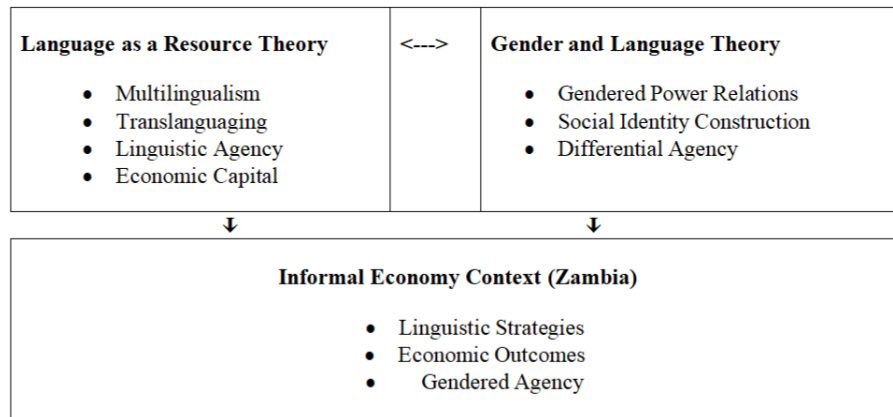 Language as a Resource Theory
<--->
Gender and Language Theory
• Multilingualism
• Translanguaging
• Linguistic Agency
• Economic Capital
• Gendered Power Relations
• Social Identity Construction
• Differential Agency
↓ ↓
Informal Economy Context (Zambia)
• Linguistic Strategies
• Economic Outcomes
• Gendered Agency